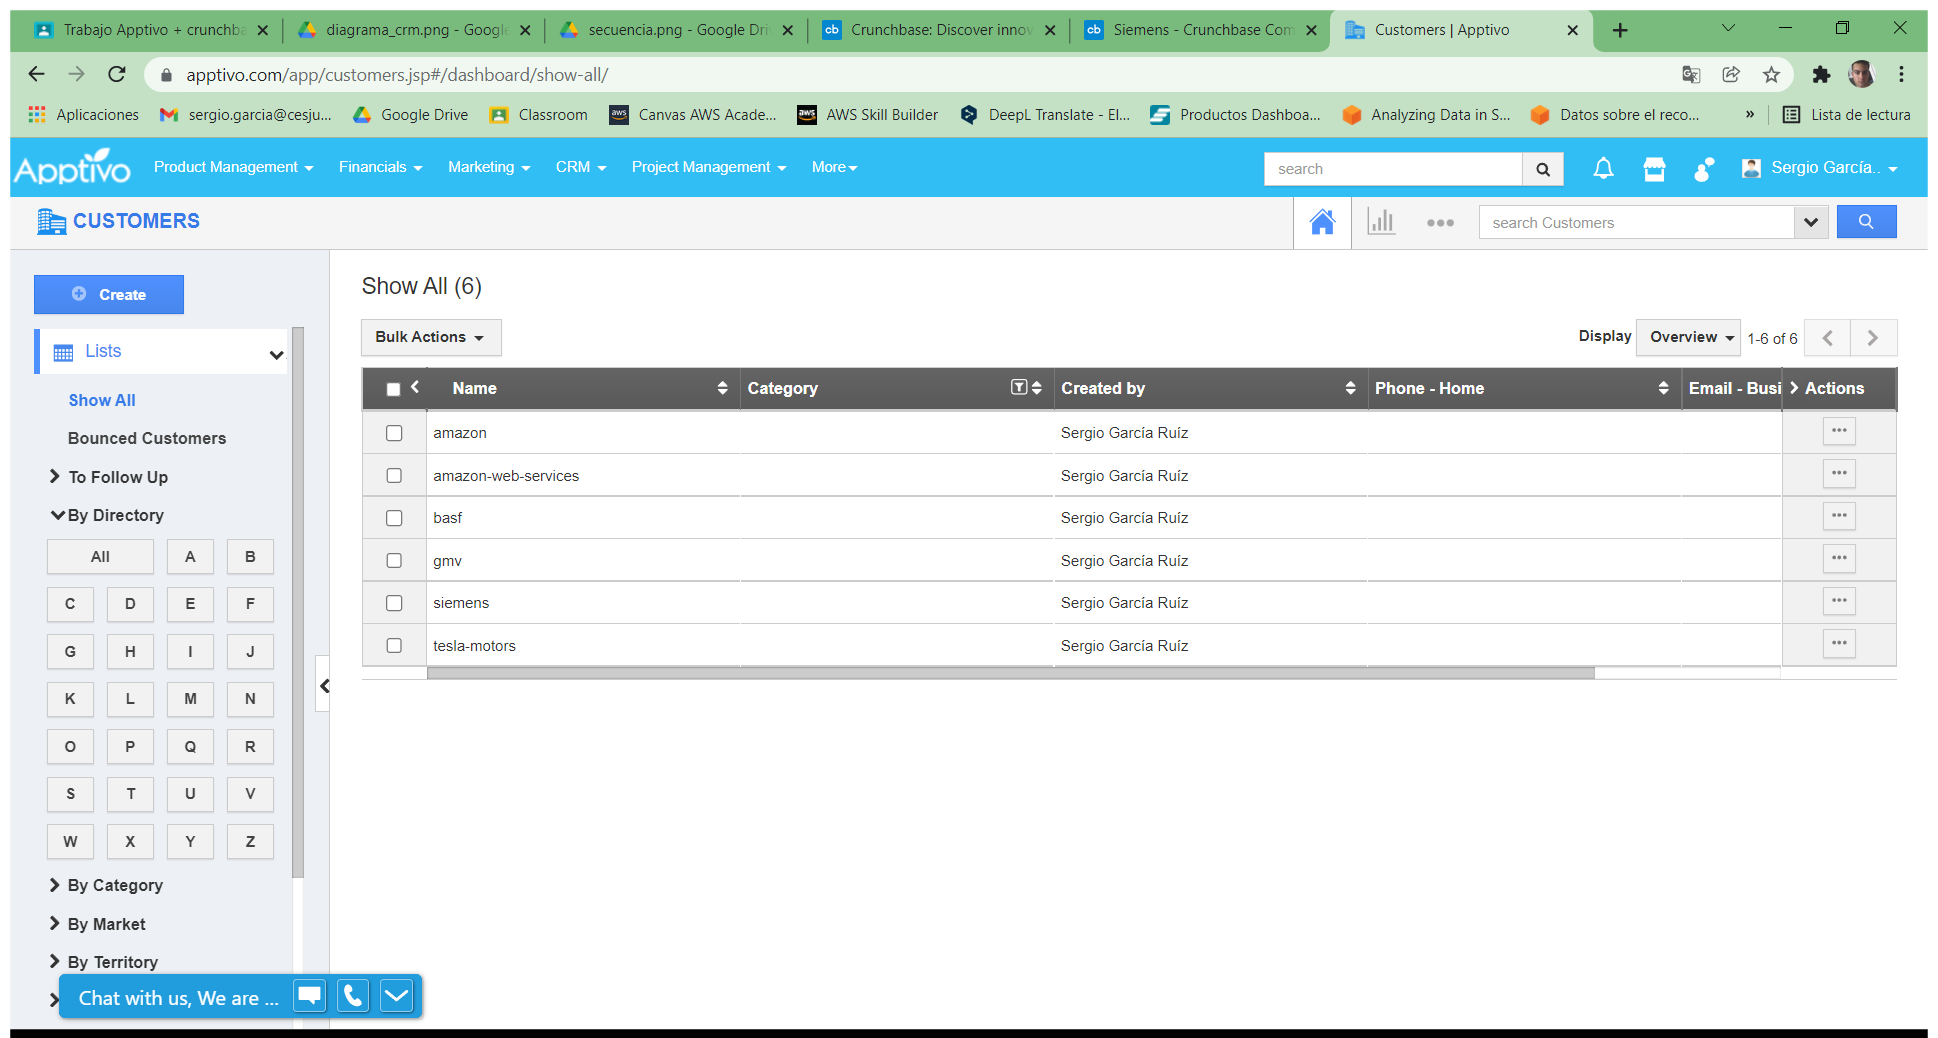 Trabajo Apptivo + crunchba
diagrama_crm.png - Google
secuencia.png - Google Dri
Crunchbase: Discover innov
Siemens - Crunchbase Com
Customers | Apptivo
apptivo.com/app/customers.jsp#/dashboard/show-all/
Aplicaciones
sergio.garcia@cesju...
Google Drive
Classroom
Canvas AWS Acade...
AWS Skill Builder
DeepL Translate - El...
Productos Dashboa...
Analyzing Data in S...
Datos sobre el reco...
»
Lista de lectura
Apptivo
Product Management
Financials
Marketing
CRM
Project Management
More
search
Sergio García..
CUSTOMERS
search Customers
Create
Lists
Show All
Bounced Customers
To Follow Up
By Directory
All A B
C D E F
G H I J
K L M N
O P Q R
S T U V
W X Y Z
By Category
By Market
By Territory
Chat with us, We are ...
Show All (6)
Bulk Actions
Display Overview 1-6 of 6
Name Category Created by Phone - Home Email - Busi Actions
amazon Sergio García Ruíz
amazon-web-services Sergio García Ruíz
basf Sergio García Ruíz
gmv Sergio García Ruíz
siemens Sergio García Ruíz
tesla-motors Sergio García Ruíz